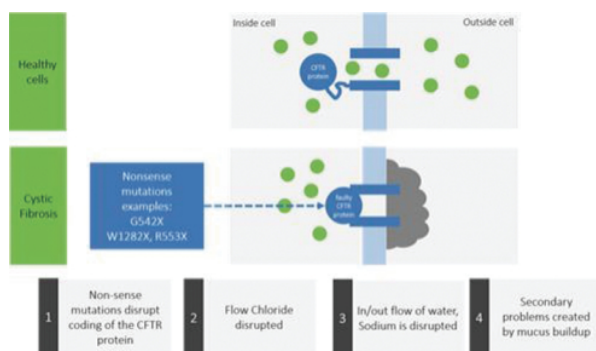 Inside cell
Outside cell
Healthy
cells
CFTR
protein
Cystic
Fibrosis
Nonsense
mutations
examples:
G542X
W1282X, R553X
faulty
CFTR
protein
1
Non-sense
mutations disrupt
coding of the CFTR
protein
2
Flow Chloride
disrupted
3
In/out flow of water,
Sodium is disrupted
4
Secondary
problems created
by mucus buildup